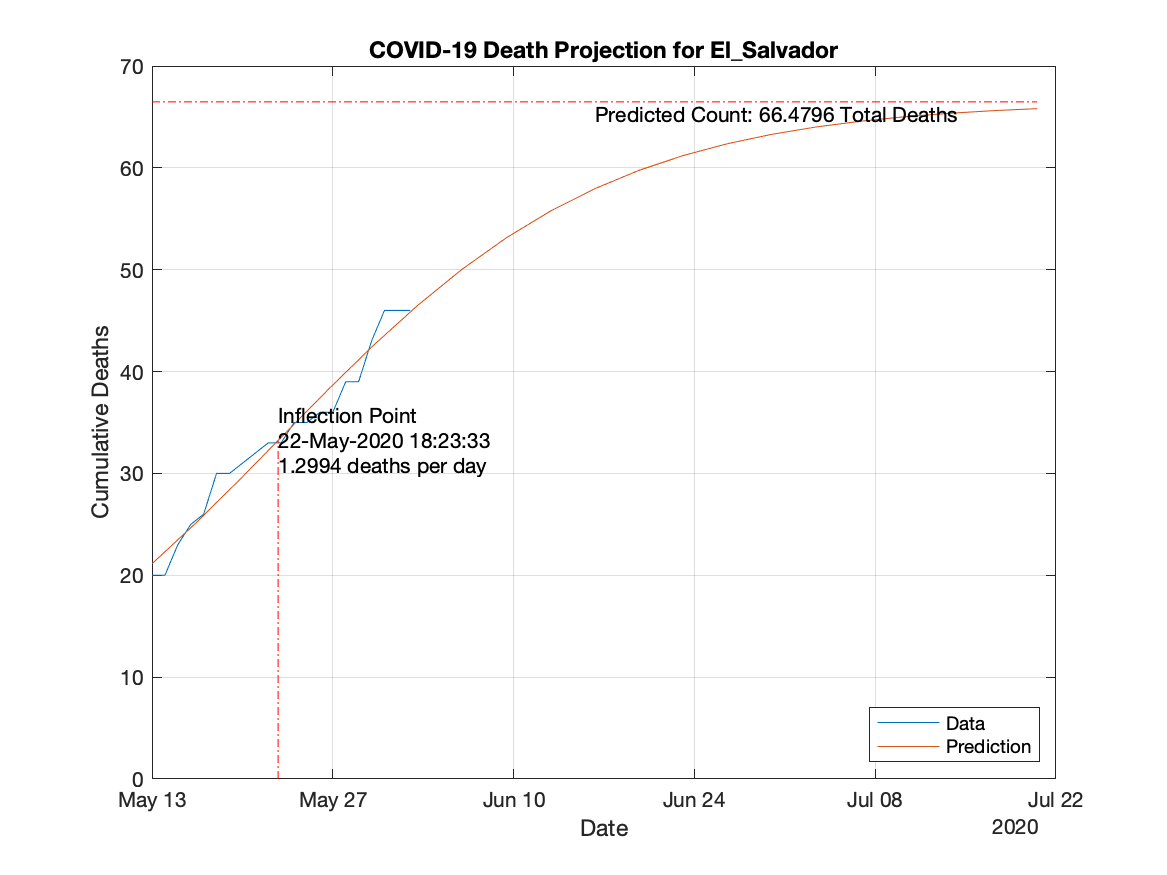 COVID-19 Death Projection for El_Salvador
70
Predicted Count: 66.4796 Total Deaths
60
50
40
Inflection Point
22-May-2020 18:23:33
1.2994 deaths per day
30
20
10
0
Cumulative Deaths
Data
Prediction
May 13
May 27
Jun 10
Jun 24
Jul 08
Jul 22
Date
2020